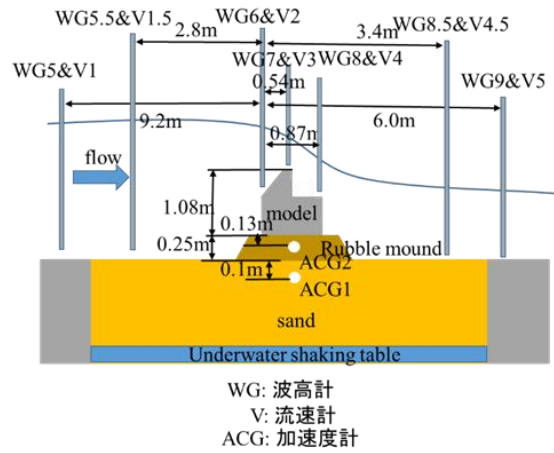 WG5.5&V1.5
WG6&V2
WG8.5&V4.5
2.8m
3.4m
WG7&V3
WG8&V4
WG5&V1
0.54m
WG9&V5
9.2m
6.0m
0.87m
flow
1.08m
model
0.13m
0.25m
Rubble mound
ACG2
0.1m
ACG1
sand
Underwater shaking table
WG: 波高計
V: 流速計
ACG: 加速度計